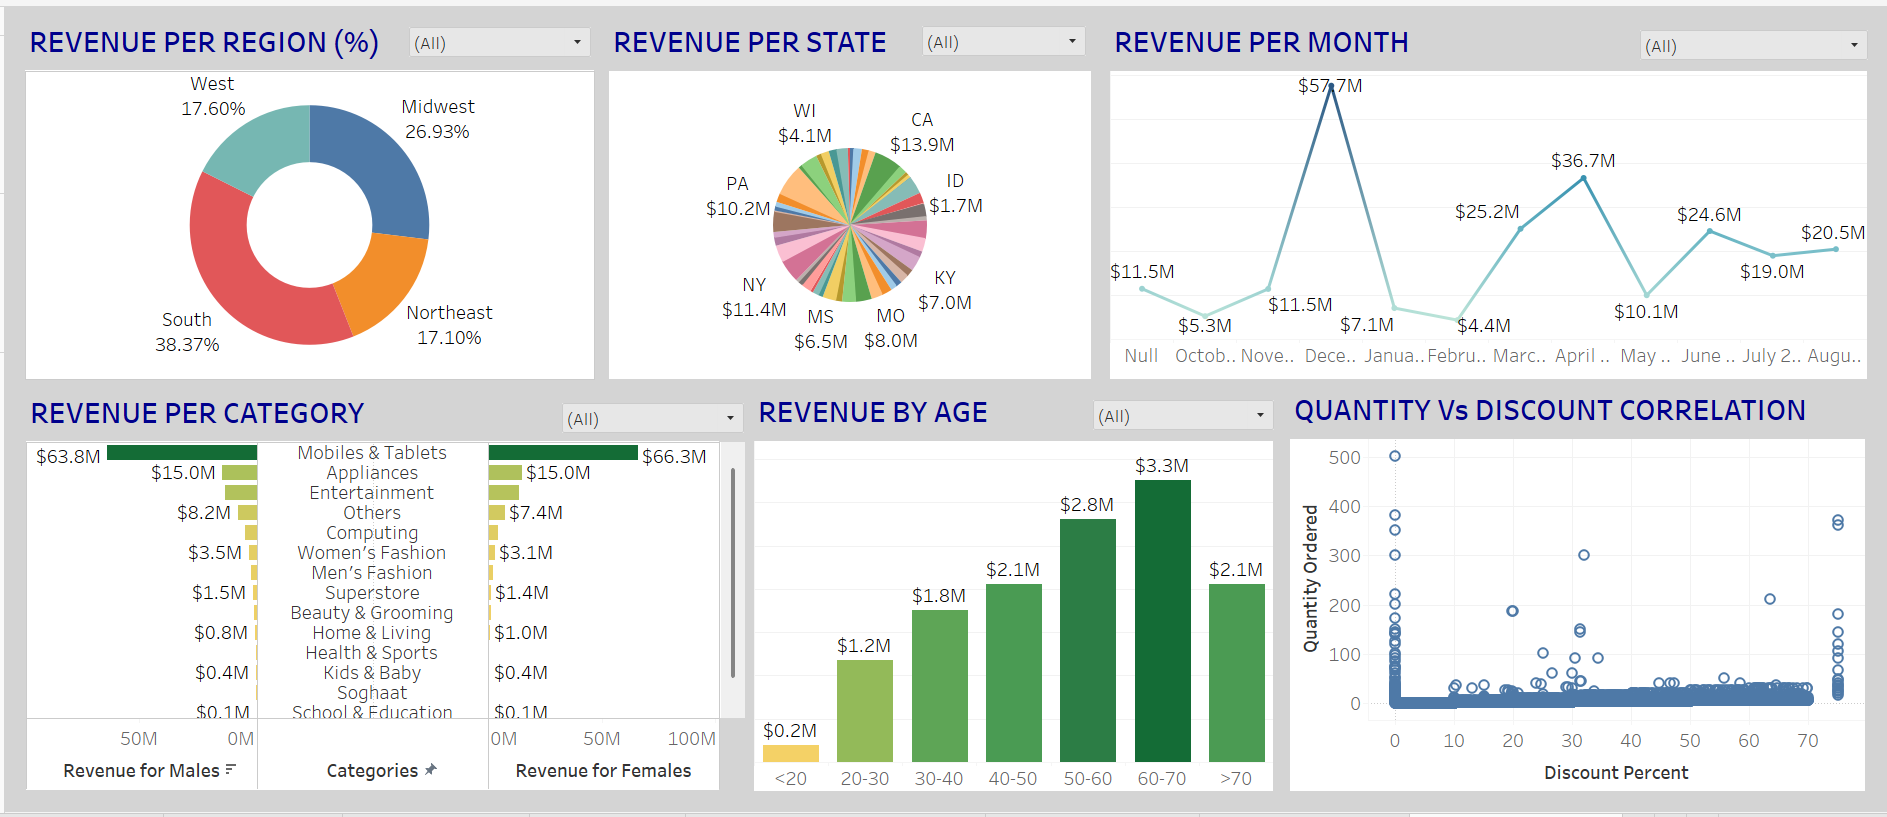 REVENUE PER REGION (%)
(All)
REVENUE PER STATE
(All)
REVENUE PER MONTH
(All)
West
17.60%
Midwest
26.93%
Northeast
17.10%
South
38.37%
WI
$4.1M
CA
$13.9M
ID
$1.7M
PA
$10.2M
KY
$7.0M
NY
$11.4M
MS
$6.5M
MO
$8.0M
$57.7M
$36.7M
$25.2M
$24.6M
$20.5M
$11.5M
$19.0M
$11.5M
$10.1M
$5.3M
$7.1M
$4.4M
Null Octob.. Nove.. Dece.. Janua.. Febru.. Marc.. April .. May .. June .. July 2.. Augu..
REVENUE PER CATEGORY
(All)
$63.8M Mobiles & Tablets $66.3M
$15.0M Appliances $15.0M
Entertainment
$8.2M Others $7.4M
Computing
$3.5M Women's Fashion $3.1M
Men's Fashion
$1.5M Superstore $1.4M
Beauty & Grooming
$0.8M Home & Living $1.0M
Health & Sports
$0.4M Kids & Baby $0.4M
Soghaat
$0.1M School & Education $0.1M
50M 0M 0M 50M 100M
Revenue for Males Categories Revenue for Females
REVENUE BY AGE
(All)
$3.3M
$2.8M
$2.1M
$2.1M
$1.8M
$1.2M
$0.2M
<20 20-30 30-40 40-50 50-60 60-70 >70
QUANTITY Vs DISCOUNT CORRELATION
Quantity Ordered
500
400
300
200
100
0
0 10 20 30 40 50 60 70
Discount Percent